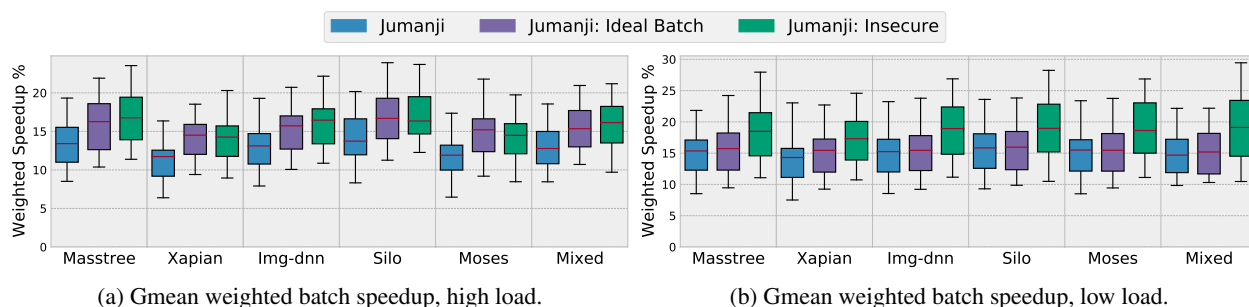 Jumanji Jumanji: Ideal Batch Jumanji: Insecure
Weighted Speedup %
20
15
10
5
0
Masstree Xapian Img-dnn Silo Moses Mixed
(a) Gmean weighted batch speedup, high load.
Weighted Speedup %
30
25
20
15
10
5
0
Masstree Xapian Img-dnn Silo Moses Mixed
(b) Gmean weighted batch speedup, low load.